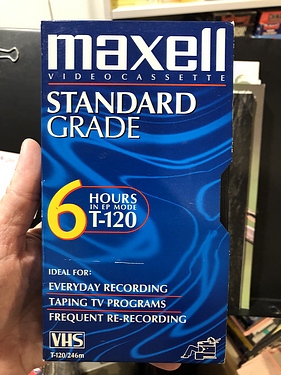 maxell
VIDEOCASSETTE
STANDARD
GRADE
6 HOURS
IN EP MODE
T-120
IDEAL FOR:
EVERYDAY RECORDING
TAPING TV PROGRAMS
FREQUENT RE-RECORDING
VHS
T-120/246m